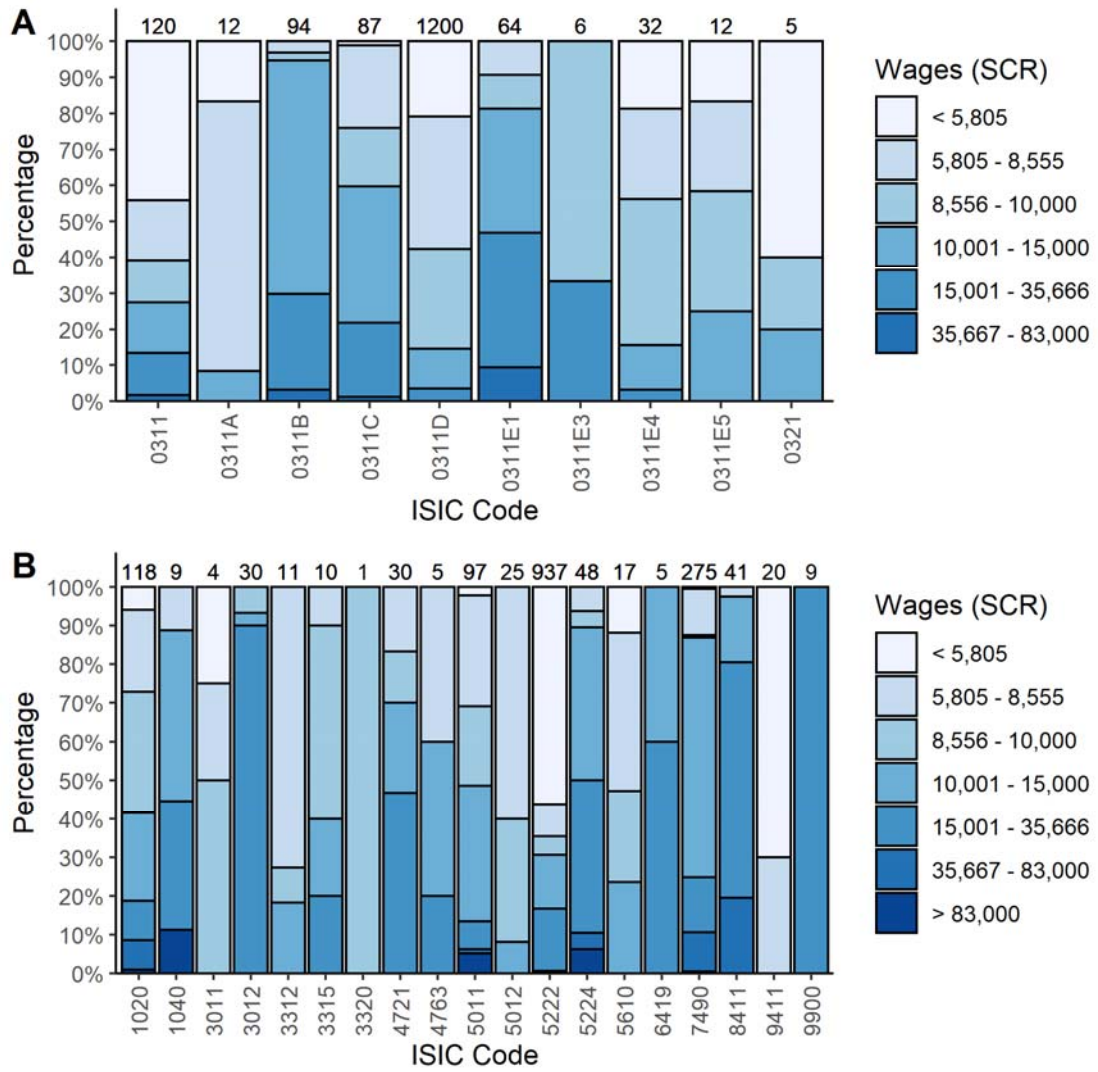 A
120 12 94 87 1200 64 6 32 12 5
100%
90%
80%
70%
60%
50%
40%
30%
20%
10%
0%
Percentage
0311 0311A 0311B 0311C 0311D 0311E1 0311E3 0311E4 0311E5 0321
ISIC Code
Wages (SCR)
< 5,805
5,805 - 8,555
8,556 - 10,000
10,001 - 15,000
15,001 - 35,666
35,667 - 83,000
B
118 9 4 30 11 10 1 30 5 97 25 937 48 17 5 275 41 20 9
100%
90%
80%
70%
60%
50%
40%
30%
20%
10%
0%
Percentage
1020 1040 3011 3012 3312 3315 3320 4721 4763 5011 5012 5222 5224 5610 6419 7490 8411 9411 9900
ISIC Code
Wages (SCR)
< 5,805
5,805 - 8,555
8,556 - 10,000
10,001 - 15,000
15,001 - 35,666
35,667 - 83,000
> 83,000